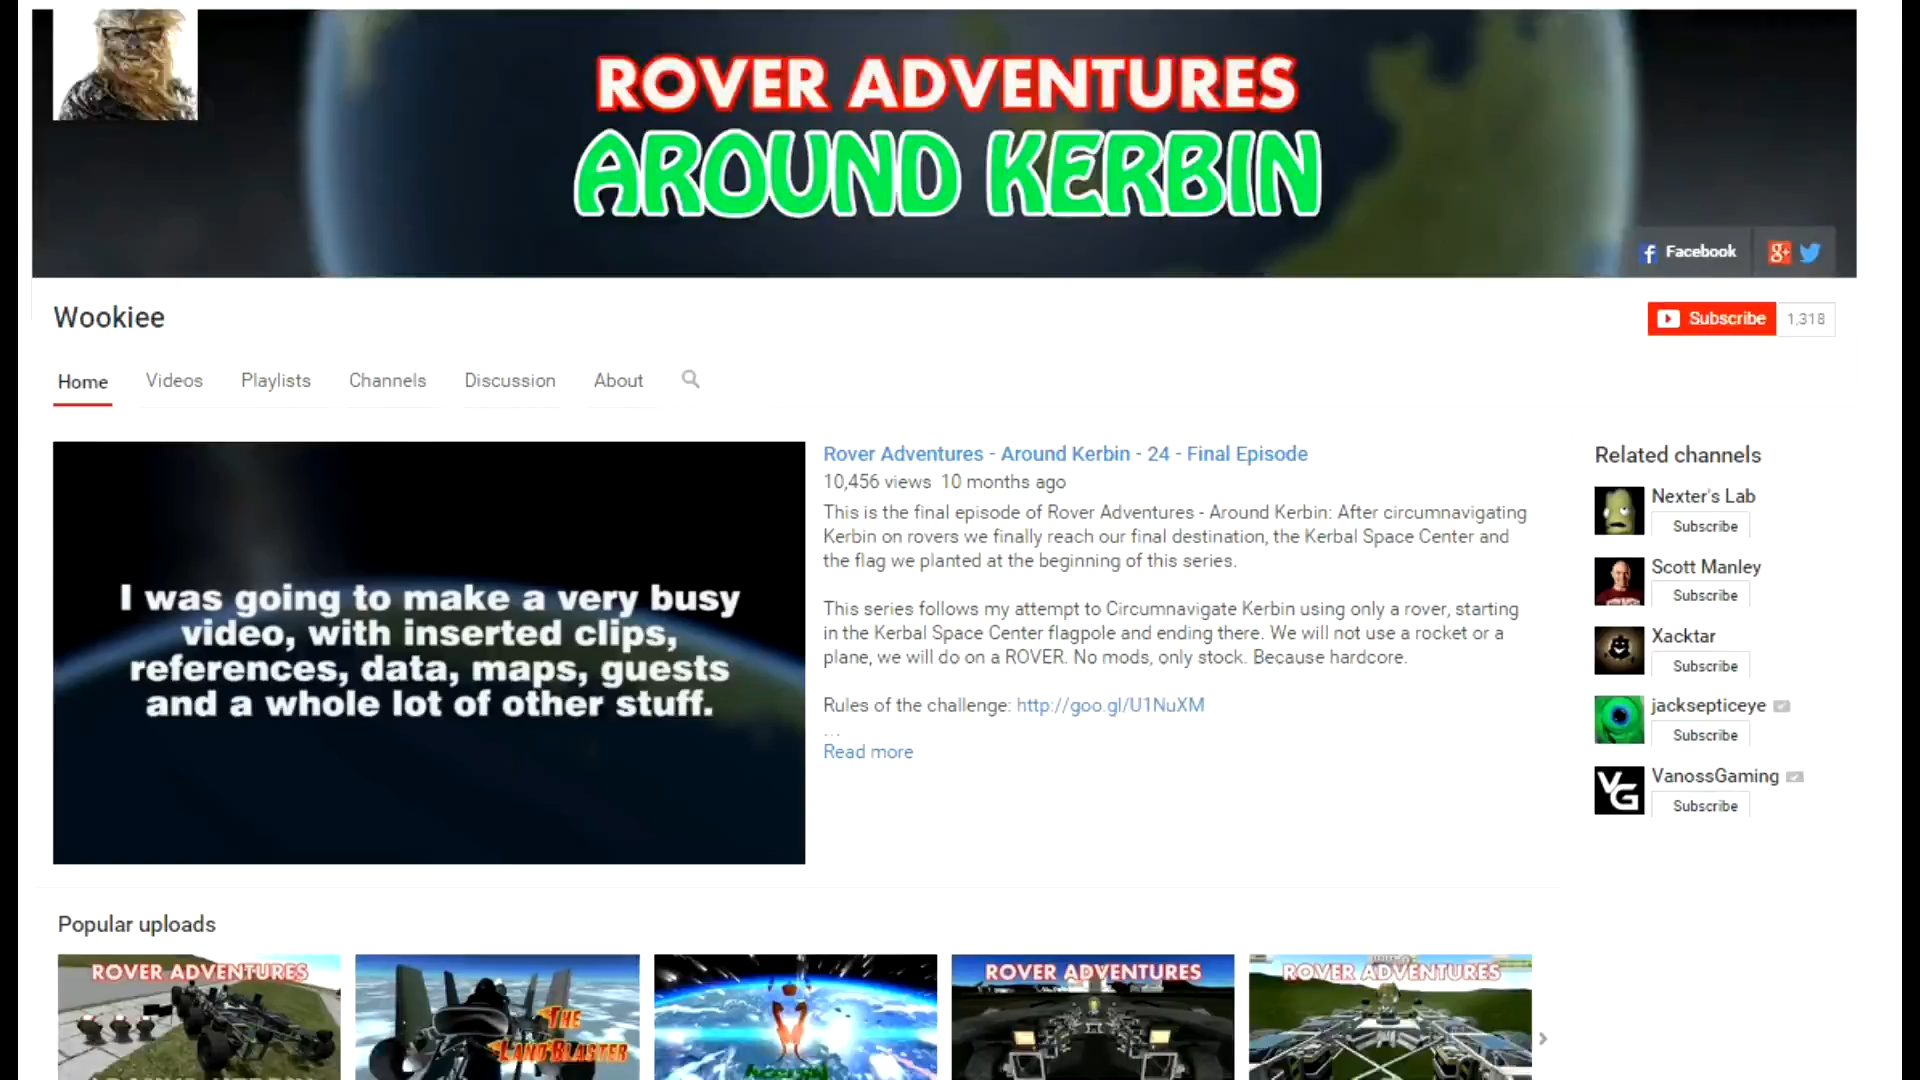 ROVER ADVENTURES
AROUND KERBIN
Facebook
Wookiee
Subscribe 1,318
Home Videos Playlists Channels Discussion About
I was going to make a very busy
video, with inserted clips,
references, data, maps, guests
and a whole lot of other stuff.
Rover Adventures - Around Kerbin - 24 - Final Episode
10,456 views 10 months ago
This is the final episode of Rover Adventures - Around Kerbin: After circumnavigating
Kerbin on rovers we finally reach our final destination, the Kerbal Space Center and
the flag we planted at the beginning of this series.
This series follows my attempt to Circumnavigate Kerbin using only a rover, starting
in the Kerbal Space Center flagpole and ending there. We will not use a rocket or a
plane, we will do on a ROVER. No mods, only stock. Because hardcore.
Rules of the challenge: http://goo.gl/U1NuXM
...
Read more
Related channels
Nexter's Lab
Subscribe
Scott Manley
Subscribe
Xacktar
Subscribe
jacksepticeye
Subscribe
VG
VanossGaming
Subscribe
Popular uploads
ROVER ADVENTURES
THE
LANDBLASTER
ROVER ADVENTURES
ROVER ADVENTURES